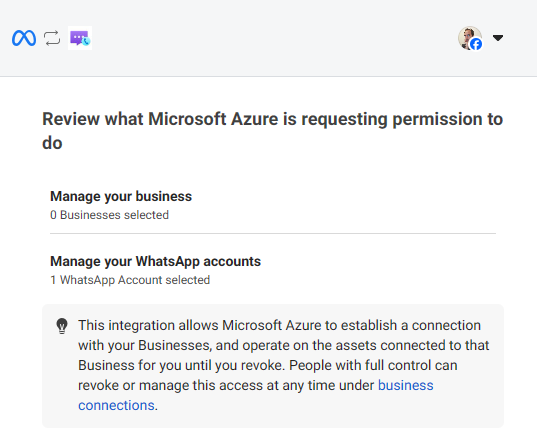 Review what Microsoft Azure is requesting permission to
do
Manage your business
0 Businesses selected
Manage your WhatsApp accounts
1 WhatsApp Account selected
This integration allows Microsoft Azure to establish a connection
with your Businesses, and operate on the assets connected to that
Business for you until you revoke. People with full control can
revoke or manage this access at any time under business
connections.